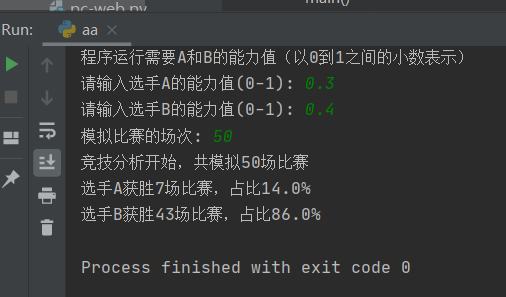 nc-web.py
main()
Run:
aa
程序运行需要A和B的能力值（以0到1之间的小数表示）
请输入选手A的能力值(0-1): 0.3
请输入选手B的能力值(0-1): 0.4
模拟比赛的场次: 50
竞技分析开始，共模拟50场比赛
选手A获胜7场比赛，占比14.0%
选手B获胜43场比赛，占比86.0%
Process finished with exit code 0